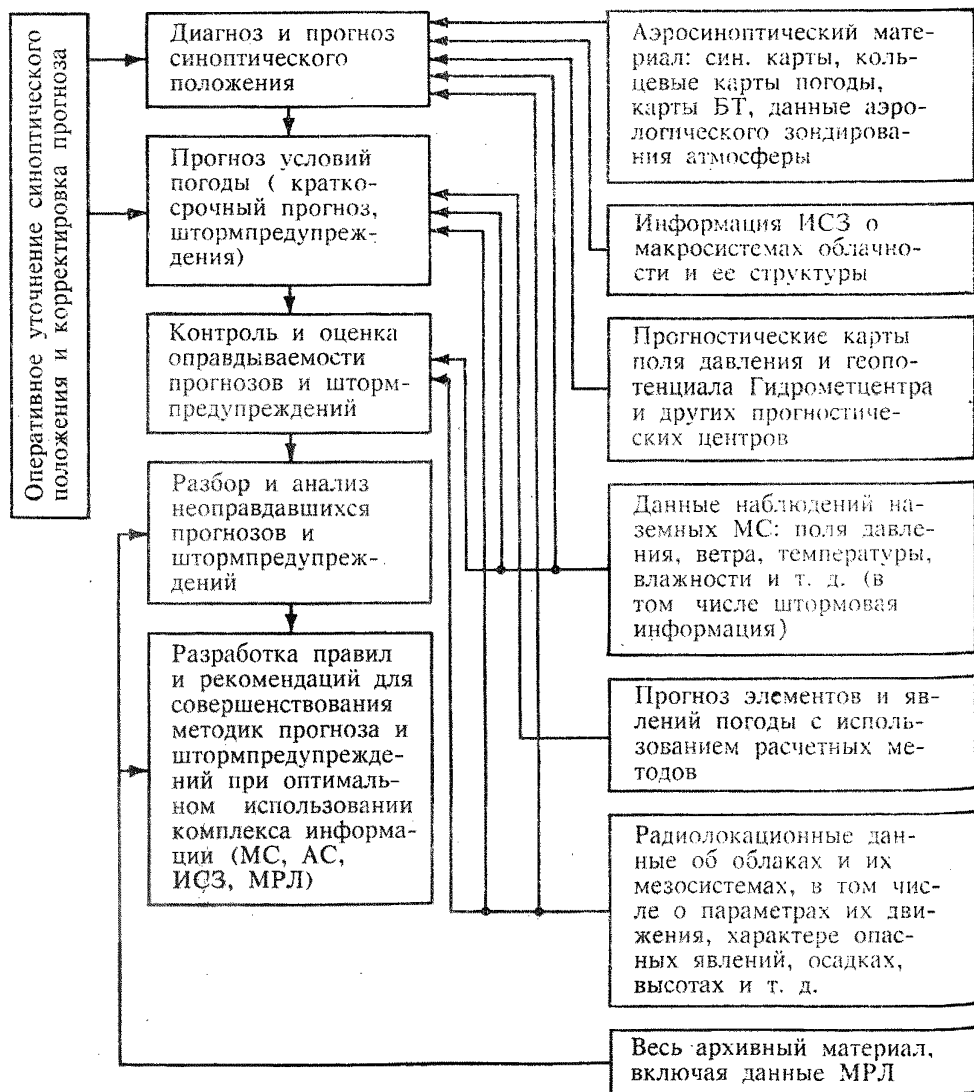 Оперативное уточнение синоптического
положения и корректировка прогноза
Диагноз и прогноз
синоптического
положения
Прогноз условий
погоды ( кратко-
срочный прогноз,
штормпредупреж-
дения)
Контроль и оценка
оправдываемости
прогнозов и шторм-
предупреждений
Разбор и анализ
неоправдавшихся
прогнозов и
штормпредупреж-
дений
Разработка правил
и рекомендаций для
совершенствования
методик прогноза и
штормпредупрежде-
ний при оптималь-
ном использовании
комплекса информа-
ции (МС, АС,
ИСЗ, МРЛ)
Аэросиноптический мате-
риал: син. карты, коль-
цевые карты погоды,
карты БТ, данные аэро-
логического зондирова-
ния атмосферы
Информация ИСЗ о
макросистемах облачно-
сти и ее структуры
Прогностические карты
поля давления и геопо-
тенциала Гидрометцентра
и других прогностиче-
ских центров
Данные наблюдений на-
земных МС: поля давле-
ния, ветра, температуры,
влажности и т. д. (в
том числе штормовая
информация)
Прогноз элементов и яв-
лений погоды с исполь-
зованием расчетных ме-
тодов
Радиолокационные дан-
ные об облаках и их
мезосистемах, в том чис-
ле о параметрах их дви-
жения, характере опас-
ных явлений, осадках,
высотах и т. д.
Весь архивный материал,
включая данные МРЛ